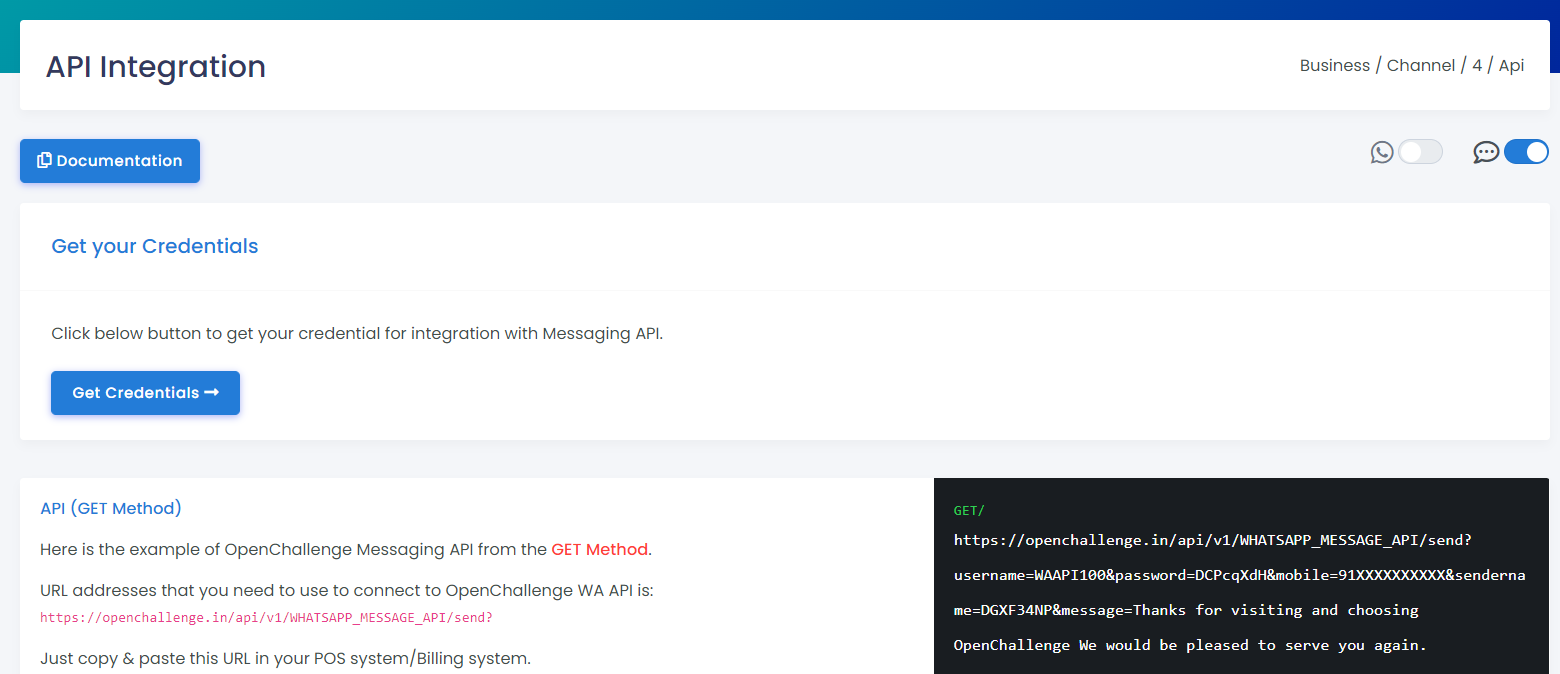 API Integration
Business / Channel / 4 / Api
Documentation
Get your Credentials
Click below button to get your credential for integration with Messaging API.
Get Credentials →
API (GET Method)
Here is the example of OpenChallenge Messaging API from the GET Method.
URL addresses that you need to use to connect to OpenChallenge WA API is:
https://openchallenge.in/api/v1/WHATSAPP_MESSAGE_API/send?
Just copy & paste this URL in your POS system/Billing system.
GET/
https://openchallenge.in/api/v1/WHATSAPP_MESSAGE_API/send?
username=WAAPI100&password=DCPcqXdH&mobile=91XXXXXXXXXX&senderna
me=DGXF34NP&message=Thanks for visiting and choosing
OpenChallenge We would be pleased to serve you again.